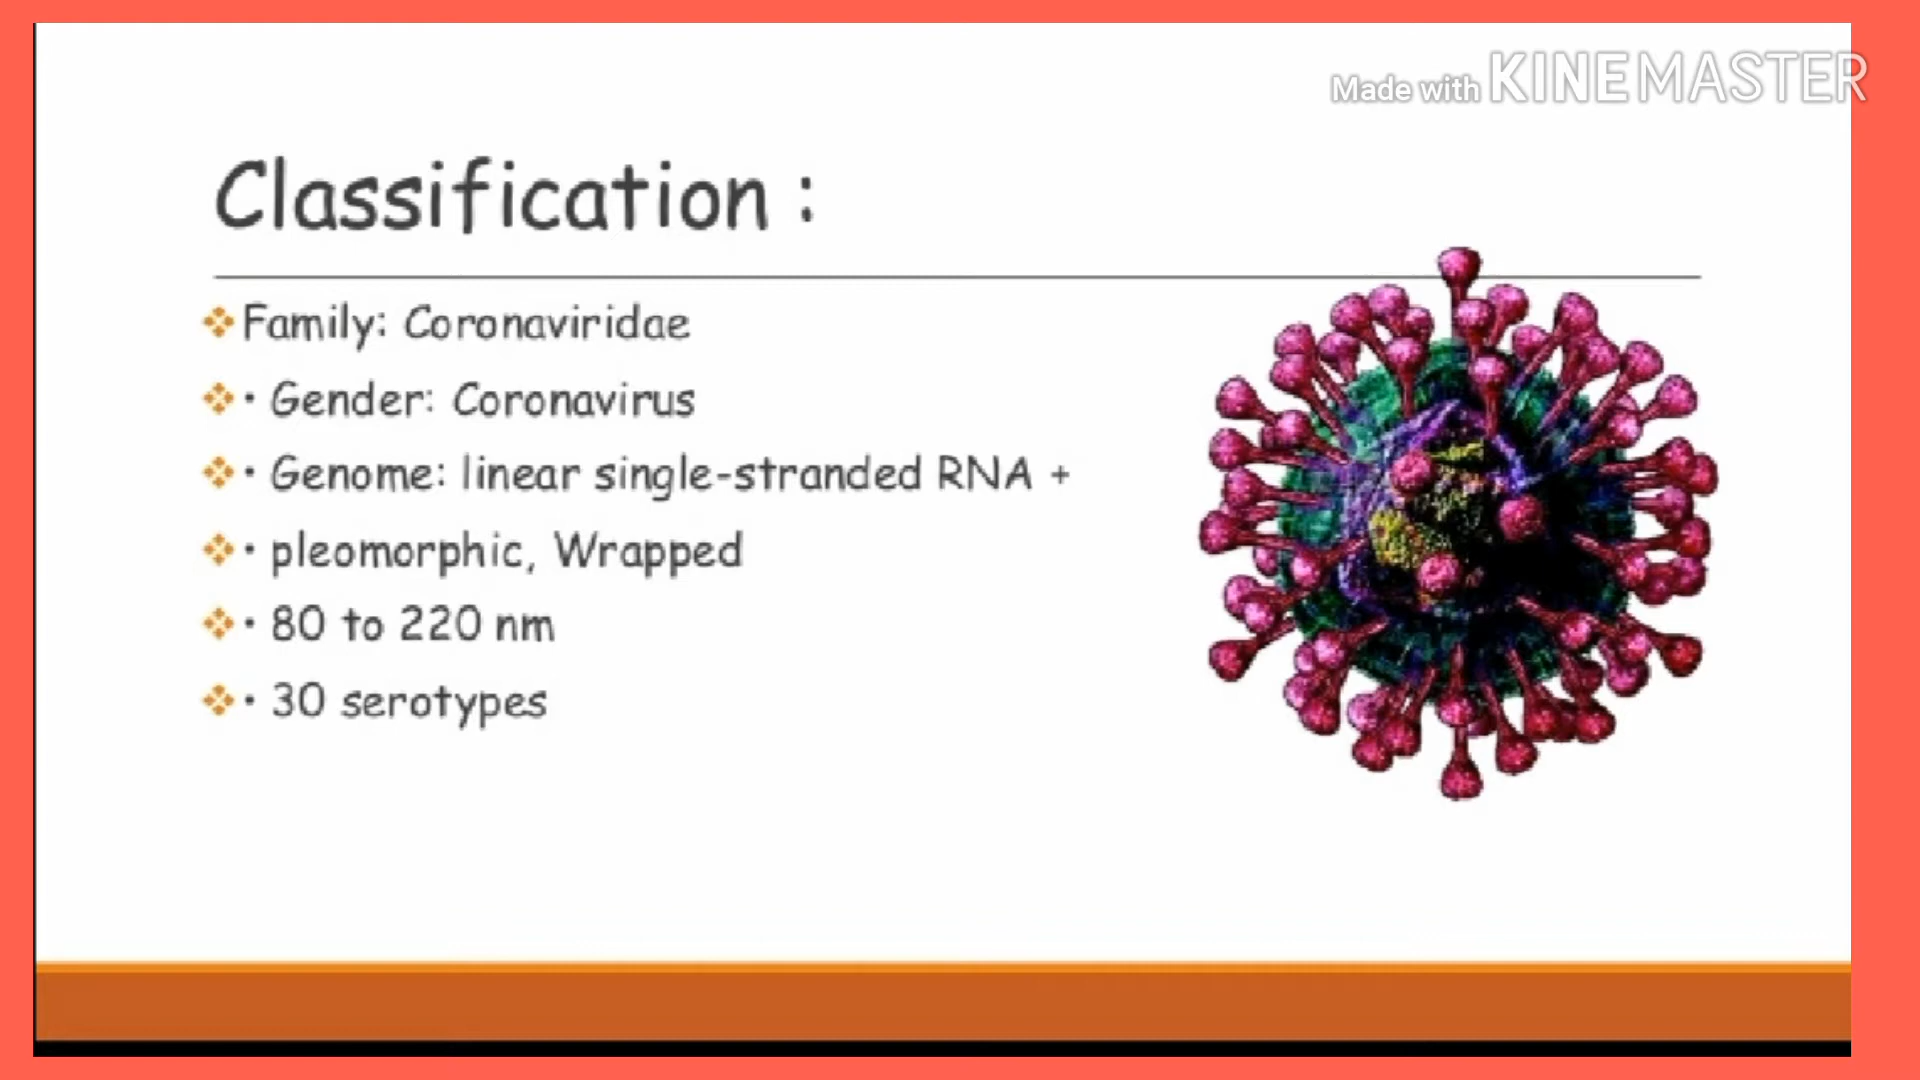 Made with KINEMASTER
Classification :
Family: Coronaviridae
• Gender: Coronavirus
• Genome: linear single-stranded RNA +
• pleomorphic, Wrapped
• 80 to 220 nm
• 30 serotypes